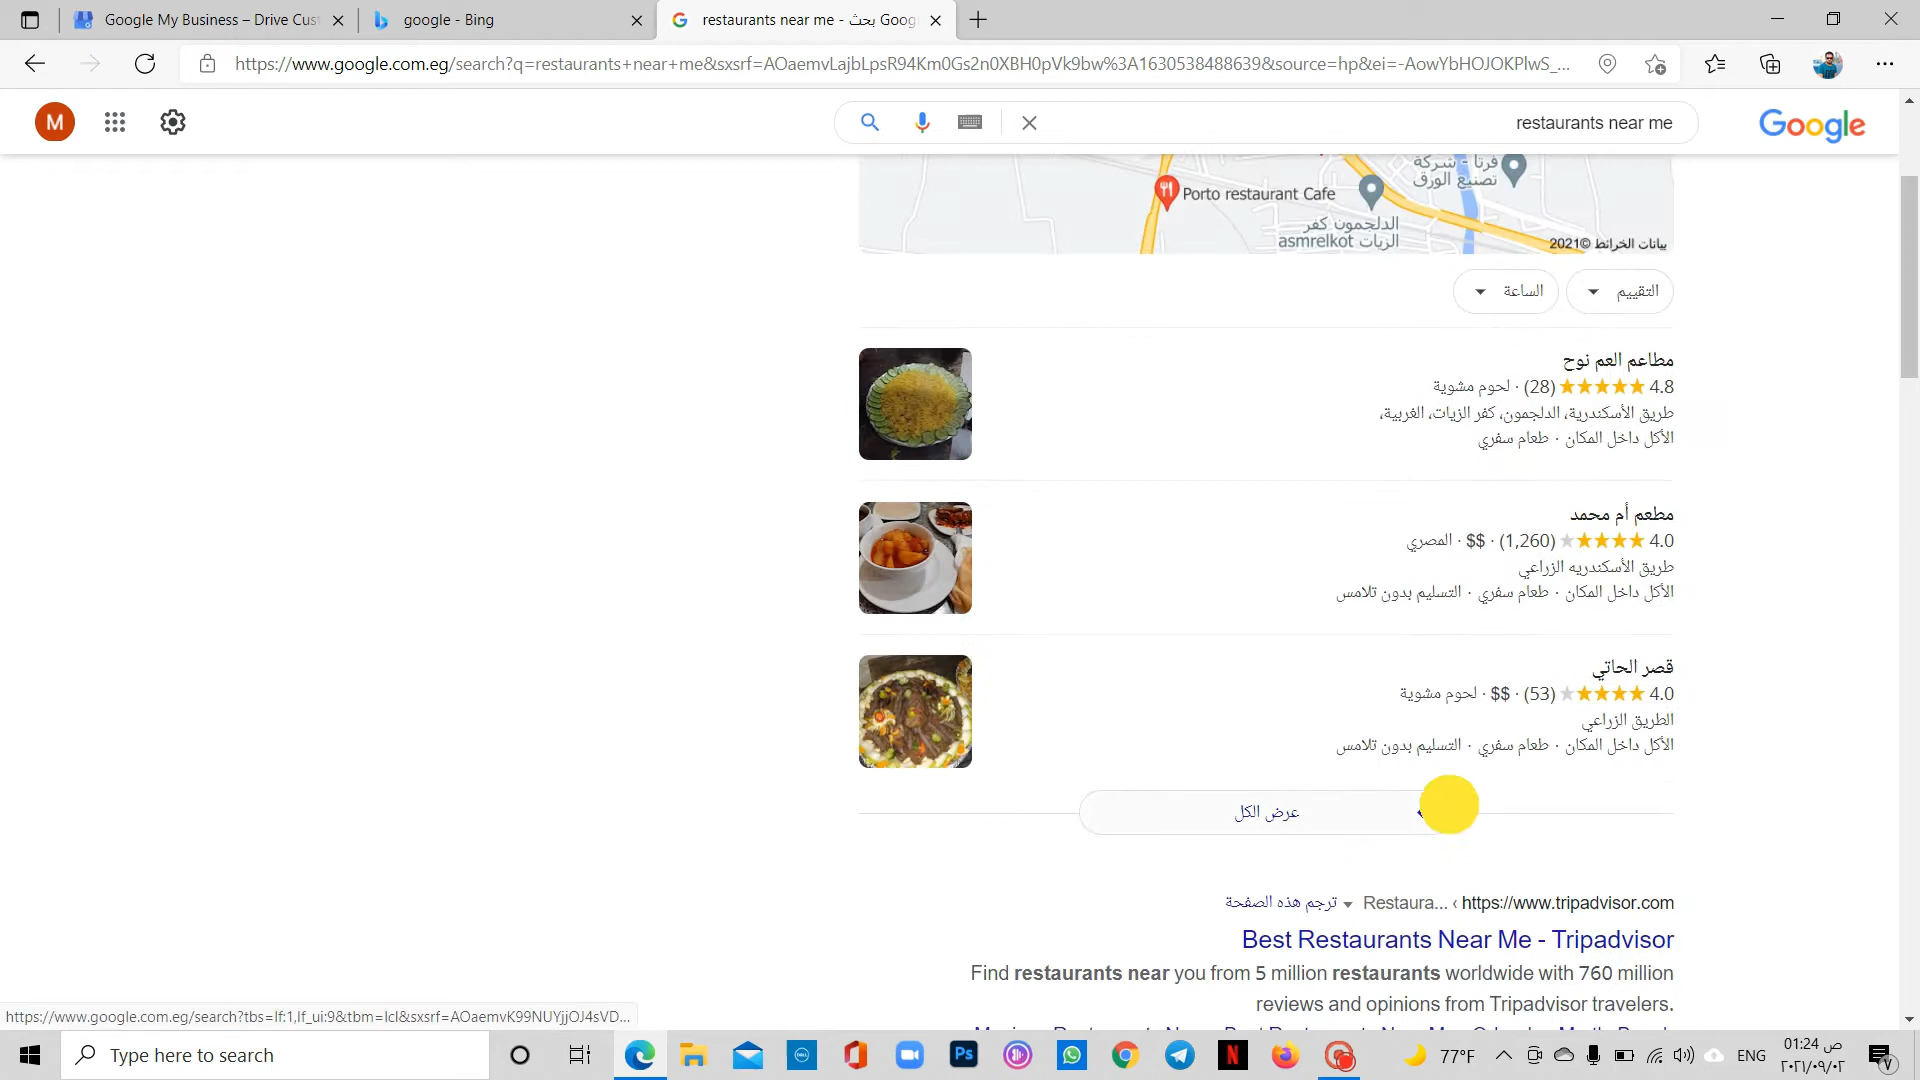 Google My Business – Drive Cus
google - Bing
restaurants near me - بحث Goog
https://www.google.com.eg/search?q=restaurants+near+me&sxsrf=AOaemvLajbLpsR94Km0Gs2n0XBH0pVk9bw%3A1630538488639&source=hp&ei=-AowYbHOJOKPlwS_...
M
restaurants near me
Google
فرتا - شركة
تصنيع الورق
Porto restaurant Cafe
الدلجمون كفر
الزيات asmrelkot
بيانات الخرائط ©2021
التقييم
الساعة
مطاعم العم نوح
4.8 (28) · لحوم مشوية
طريق الأسكندرية، الدلجمون، كفر الزيات، الغربية،
الأكل داخل المكان · طعام سفري
مطعم أم محمد
4.0 (1,260) · $$ · المصري
طريق الأسكندريه الزراعي
الأكل داخل المكان · طعام سفري · التسليم بدون تلامس
قصر الحاتي
4.0 (53) · $$ · لحوم مشوية
الطريق الزراعي
الأكل داخل المكان · طعام سفري · التسليم بدون تلامس
عرض الكل
https://www.tripadvisor.com › Restaura... ترجم هذه الصفحة
Best Restaurants Near Me - Tripadvisor
Find restaurants near you from 5 million restaurants worldwide with 760 million
reviews and opinions from Tripadvisor travelers.
https://www.google.com.eg/search?tbs=lf:1,lf_ui:9&tbm=lcl&sxsrf=AOaemvK99NUYjjOJ4sVD...
Type here to search
DELL
Ps
N
77°F
ENG
01:24 ص
٢٠٢١/٠٩/٠٢